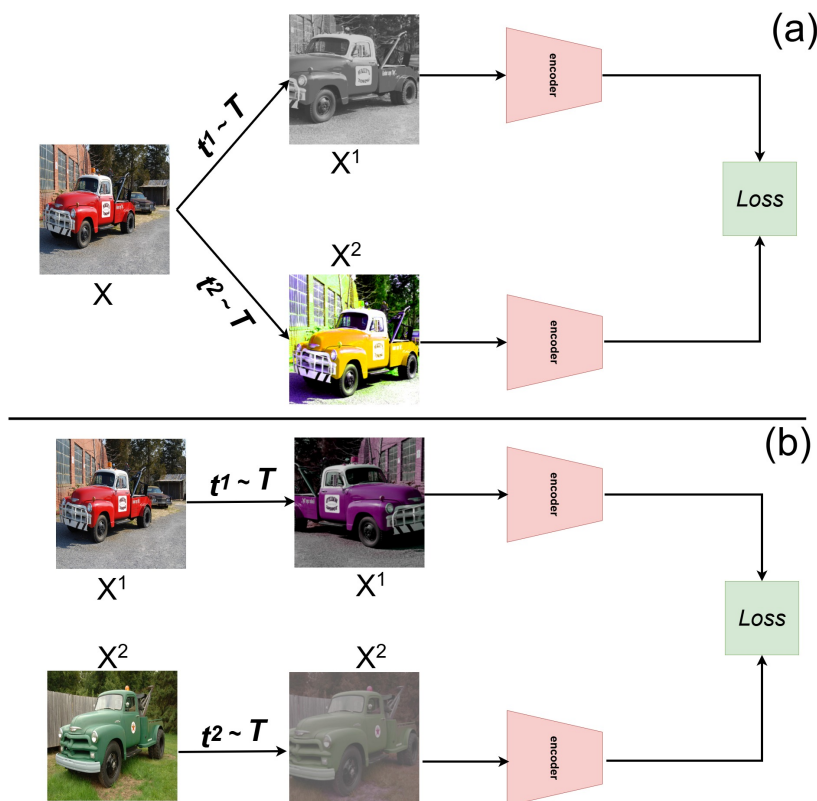 (a)
t¹ ~ T
X¹
encoder
X
Loss
t² ~ T
X²
encoder
(b)
t¹ ~ T
X¹
X¹
encoder
Loss
X²
X²
t² ~ T
encoder